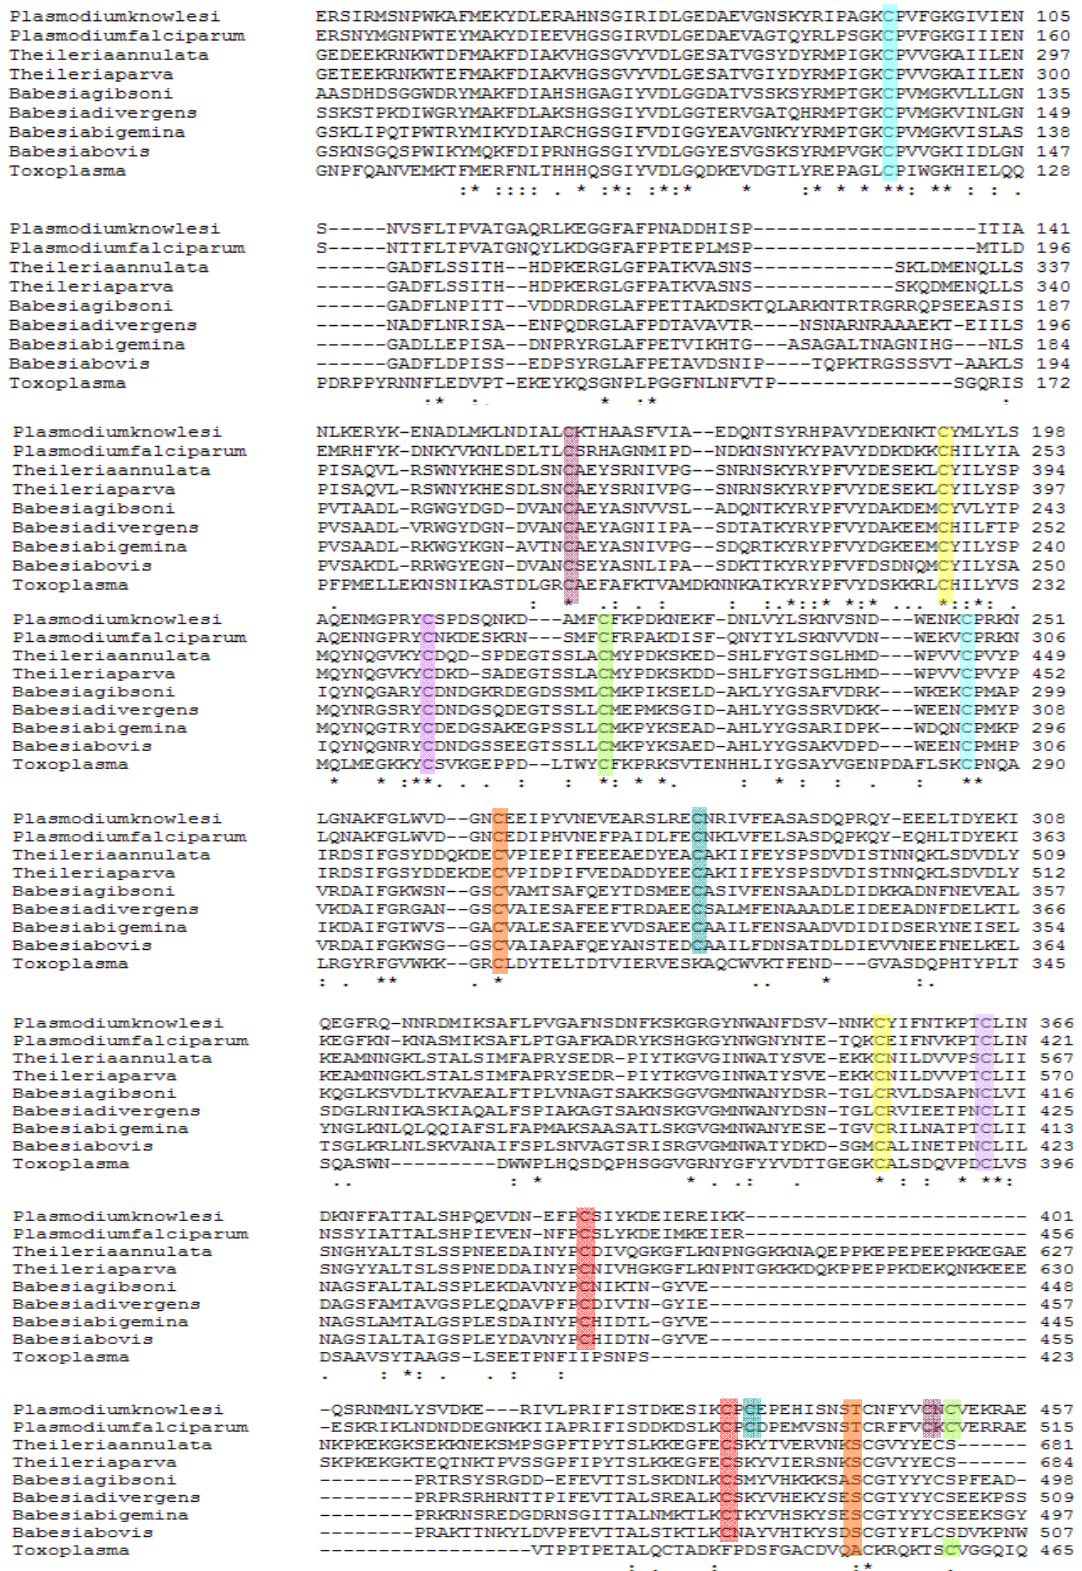 Plasmodiumknowlesi ERSIRMSNPWKAFMEKYDLERAHNSGIRIDLGEDAEVGNSKYRIPAGKCPVFGKGIVIEN 105
Plasmodiumfalciparum ERSNYMGNPWTEYMAKYDIEEVHGSGIRVDLGEDAEVAGTQYRLPSGKCPVFGKGIIIEN 160
Theileriaannulata GEDEEKRNKWTDFMAKFDIAKVHGSGVYVDLGESATVGSYDYRMPIGKCPVVGKAIILEN 297
Theileriaparva GETEEKRNKWTEFMAKFDIAKVHGSGVYVDLGESATVGIYDYRMPIGKCPVVGKAIILEN 300
Babesiagibsoni AASDHDSGGWDRYMAKFDIAHSHGAGIYVDLGGDATVSSKSYRMPTGKCPVMGKVLLLGN 135
Babesiadivergens SSKSTPKDIWGRYMAKFDLAKSHGSGIYVDLGGTERVGATQHRMPTGKCPVMGKVINLGN 149
Babesiabigemina GSKLIPQTPWTRYMIKYDIARCHGSGIFVDIGGYEAVGNKYYRMPTGKCPVMGKVISLAS 138
Babesiabovis GSKNSGQSPWIKYMQKFDIPRNHGSGIYVDLGGYESVGSKSYRMPVGKCPVVGKIIDLGN 147
Toxoplasma GNPFQANVEMKTFMERFNLTHHHQSGIYVDLGQDKEVDGTLYREPAGLCPIWGKHIELQQ 128
:* :::: . * :**: :**:* * ** * * * **: ** : : .
Plasmodiumknowlesi S-----NVSFLTPVATGAQRLKEGGFAFPNADDHISP-------------------ITIA 141
Plasmodiumfalciparum S-----NTTFLTPVATGNQYLKDGGFAFPPTEPLMSP-------------------MTLD 196
Theileriaannulata ------GADFLSSITH--HDPKERGLGFPATKVASNS------------SKLDMENQLLS 337
Theileriaparva ------GADFLSSITH--HDPKERGLGFPATKVASNS------------SKQDMENQLLS 340
Babesiagibsoni ------GADFLNPITT--VDDRDRGLAFPETTAKDSKTQLARKNTRTRGRRQPSEEASIS 187
Babesiadivergens ------NADFLNRISA--ENPQDRGLAFPDTAVAVTR----NSNARNRAAAEKT-EIILS 196
Babesiabigemina ------GADLLEPISA--DNPRYRGLAFPETVIKHTG----ASAGALTNAGNIHG---NLS 184
Babesiabovis ------GADFLDPISS--EDPSYRGLAFPETAVDSNIP---TQPKTRGSSSVT-AAKLS 194
Toxoplasma PDRPPYRNNFLEDVPT-EKEYKQSGNPLPGGFNLNFVTP---------------SGQRIS 172
:* :. * :* :
Plasmodiumknowlesi NLKERYK-ENADLMKLNDIALCKTHAASFVIA--EDQNTSYRHPAVYDEKNKTCYMLYLS 198
Plasmodiumfalciparum EMRHFYK-DNKYVKNLDELTLCSRHAGNMIPD--NDKNSNYKYPAVYDDKDKKCHILYIA 253
Theileriaannulata PISAQVL-RSWNYKHESDLSNCAEYSRNIVPG--SNRNSKYRYPFVYDESEKLCYILYSP 394
Theileriaparva PISAQVL-RSWNYKHESDLSNCAEYSRNIVPG--SNRNSKYRYPFVYDESEKLCYILYSP 397
Babesiagibsoni PVTAADL-RGWGYDGD-DVANCAEYASNVVSL--ADQNTKYRYPFVYDAKDEMCYVLYTP 243
Babesiadivergens PVSAADL-VRWGYDGN-DVANCAEYAGNIIPA--SDTATKYRYPFVYDAKEEMCHILFTP 252
Babesiabigemina PVSAADL-RKWGYKGN-AVTNCAEYASNIVPG--SDQRTKYRYPFVYDGKEEMCYILYSP 240
Babesiabovis PVSAKDL-RRWGYEGN-DVANCSEYASNLIPA--SDKTTKYRYPFVFDSDNQMCYILYSA 250
Toxoplasma PFPMELLEKNSNIKASTDLGRCAEFAFKTVAMDKNNKATKYRYPFVYDSKKRLCHILYVS 232
. : * .: : : :.*::* **:* ... *::*: .
Plasmodiumknowlesi AQENMGPRYCSPDSQNKD---AMFCFKPDKNEKF-DNLVYLSKNVSND---WENKCPRKN 251
Plasmodiumfalciparum AQENNGPRYCNKDESKRN---SMFCFRPAKDISF-QNYTYLSKNVVDN---WEKVCPRKN 306
Theileriaannulata MQYNQGVKYCDQD-SPDEGTSSLACMYPDKSKED-SHLFYGTSGLHMD---WPVVCPVYP 449
Theileriaparva MQYNQGVKYCDKD-SADEGTSSLACMYPDKSKDD-SHLFYGTSGLHMD---WPVVCPVYP 452
Babesiagibsoni IQYNQGARYCDNDGKRDEGDSSMLCMKPIKSELD-AKLYYGSAFVDRK---WKEKCPMAP 299
Babesiadivergens MQYNRGSRYCDNDGSQDEGTSSLLCMEPMKSGID-AHLYYGSSRVDKK---WEENCPMYP 308
Babesiabigemina MQYNQGTRYCDEDGSAKEGPSSLLCMKPYKSEAD-AHLYYGSARIDPK---WDQNCPMKP 296
Babesiabovis IQYNQGNRYCDNDGSSEEGTSSLLCMKPYKSAED-AHLYYGSAKVDPD---WEENCPMHP 306
Toxoplasma MQLMEGKKYCSVKGEPPD--LTWYCFKPRKSVTENHHLIYGSAYVGENPDAFLSKCPNQA 290
* * :**. . . : : *: * *. : * : : . : **
Plasmodiumknowlesi LGNAKFGLWVD--GNCEEIPYVNEVEARSLRECNRIVFEASASDQPRQY-EEELTDYEKI 308
Plasmodiumfalciparum LQNAKFGLWVD--GNCEDIPHVNEFPAIDLFECNKLVFELSASDQPKQY-EQHLTDYEKI 363
Theileriaannulata IRDSIFGSYDDQKDECVPIEPIFEEEAEDYEACAKIIFEYSPSDVDISTNNQKLSDVDLY 509
Theileriaparva IRDSIFGSYDDEKDECVPIDPIFVEDADDYEECAKIIFEYSPSDVDISTNNQKLSDVDLY 512
Babesiagibsoni VRDAIFGKWSN--GSCVAMTSAFQEYTDSMEECASIVFENSAADLDIDKKADNFNEVEAL 357
Babesiadivergens VKDAIFGRGAN--GSCVAIESAFEEFTRDAEECSALMFENAAADLEIDEEADNFDELKTL 366
Babesiabigemina IKDAIFGTWVS--GACVALESAFEEYVDSAEECAAILFENSAADVDIDIDSERYNEISEL 354
Babesiabovis VRDAIFGKWSG--GSCVAIAPAFQEYANSTEDCAAILFDNSATDLDIEVVNEEFNELKEL 364
Toxoplasma LRGYRFGVWKK--GRCLDYTELTDTVIERVESKAQCWVKTFEND---GVASDQPHTYPLT 345
: . ** . * .. * :.
Plasmodiumknowlesi QEGFRQ-NNRDMIKSAFLPVGAFNSDNFKSKGRGYNWANFDSV-NNKCYIFNTKPTCLIN 366
Plasmodiumfalciparum KEGFKN-KNASMIKSAFLPTGAFKADRYKSHGKGYNWGNYNTE-TQKCEIFNVKPTCLIN 421
Theileriaannulata KEAMNNGKLSTALSIMFAPRYSEDR-PIYTKGVGINWATYSVE-EKKCNILDVVPSCLII 567
Theileriaparva KEAMNNGKLSTALSIMFAPRYSEDR-PIYTKGVGINWATYSVE-EKKCNILDVVPTCLII 570
Babesiagibsoni KQGLKSVDLTKVAEALFTPLVNAGTSAKKSGGVGMNWANYDSR-TGLCRVLDSAPNCLVI 416
Babesiadivergens SDGLRNIKASKIAQALFSPIAKAGTSAKNSKGVGMNWANYDSN-TGLCRVIEETPNCLII 425
Babesiabigemina YNGLKNLQLQQIAFSLFAPMAKSAASATLSKGVGMNWANYESE-TGVCRILNATPTCLII 413
Babesiabovis TSGLKRLNLSKVANAIFSPLSNVAGTSRISRGVGMNWATYDKD-SGMCALINETPNCLIL 423
Toxoplasma SQASWN---------DWWPLHQSDQPHSGGVGRNYGFYYVDTTGEGKCALSDQVPDCLVS 396
.. : * * . .: . * : : * **:
Plasmodiumknowlesi DKNFFATTALSHPQEVDN-EFPCSIYKDEIEREIKK------------------------ 401
Plasmodiumfalciparum NSSYIATTALSHPIEVEN-NFPCSLYKDEIMKEIER------------------------ 456
Theileriaannulata SNGHYALTSLSSPNEEDAINYPCDIVQGKGFLKNPNGGKKNAQEPPKEPEPEEPKKEGAE 627
Theileriaparva SNGYYALTSLSSPNEDDAINYPCNIVHGKGFLKNPNTGKKKDQKPPEPPKDEKQNKKEEE 630
Babesiagibsoni NAGSFALTALSSPLEKDAVNYPCNIKTN-GYVE--------------------------- 448
Babesiadivergens DAGSFAMTAVGSPLEQDAVPFPCDIVTN-GYIE--------------------------- 457
Babesiabigemina NAGSLAMTALGSPLESDAINYPCHIDTL-GYVE--------------------------- 445
Babesiabovis NAGSIALTAIGSPLEYDAVNYPCHIDTN-GYVE--------------------------- 455
Toxoplasma DSAAVSYTAAGS-LSEETPNFIIPSNPS-------------------------------- 423
. : *: . . : :
Plasmodiumknowlesi -QSRNMNLYSVDKE---RIVLPRIFISTDKESIKCPCEPEHISNSTCNFYVCNCVEKRAE 457
Plasmodiumfalciparum -ESKRIKLNDNDDEGNKKIIAPRIFISDDKDSLKCPCDPEMVSNSTCRFFVCKCVERRAE 515
Theileriaannulata NKPKEKGKSEKKNEKSMPSGPFTPYTSLKKEGFECSKYTVERVNKSCGVYYECS------ 681
Theileriaparva SKPKEKGKTEQTNKTPVSSGPFIPYTSLKKEGFECSKYVIERSNKSCGVYYECS------ 684
Babesiagibsoni --------PRTRSYSRGDD-EFEVTTSLSKDNLKCSMYVHKKKSASCGTYYYCSPFEAD- 498
Babesiadivergens --------PRPRSRHRNTTPIFEVTTALSREALKCSKYVHEKYSESCGTYYYCSEEKPSS 509
Babesiabigemina --------PRKRNSREDGDRNSGITTALNMKTLKCTKYVHSKYSESCGTYYYCSEEKSGY 497
Babesiabovis --------PRAKTTNKYLDVPFEVTTALSTKTLKCNAYVHTKYSDSCGTYFLCSDVKPNW 507
Toxoplasma ------------------VTPPTPETALQCTADKFPDSFGACDVQACKRQKTSCVGGQIQ 465
: . : :* .